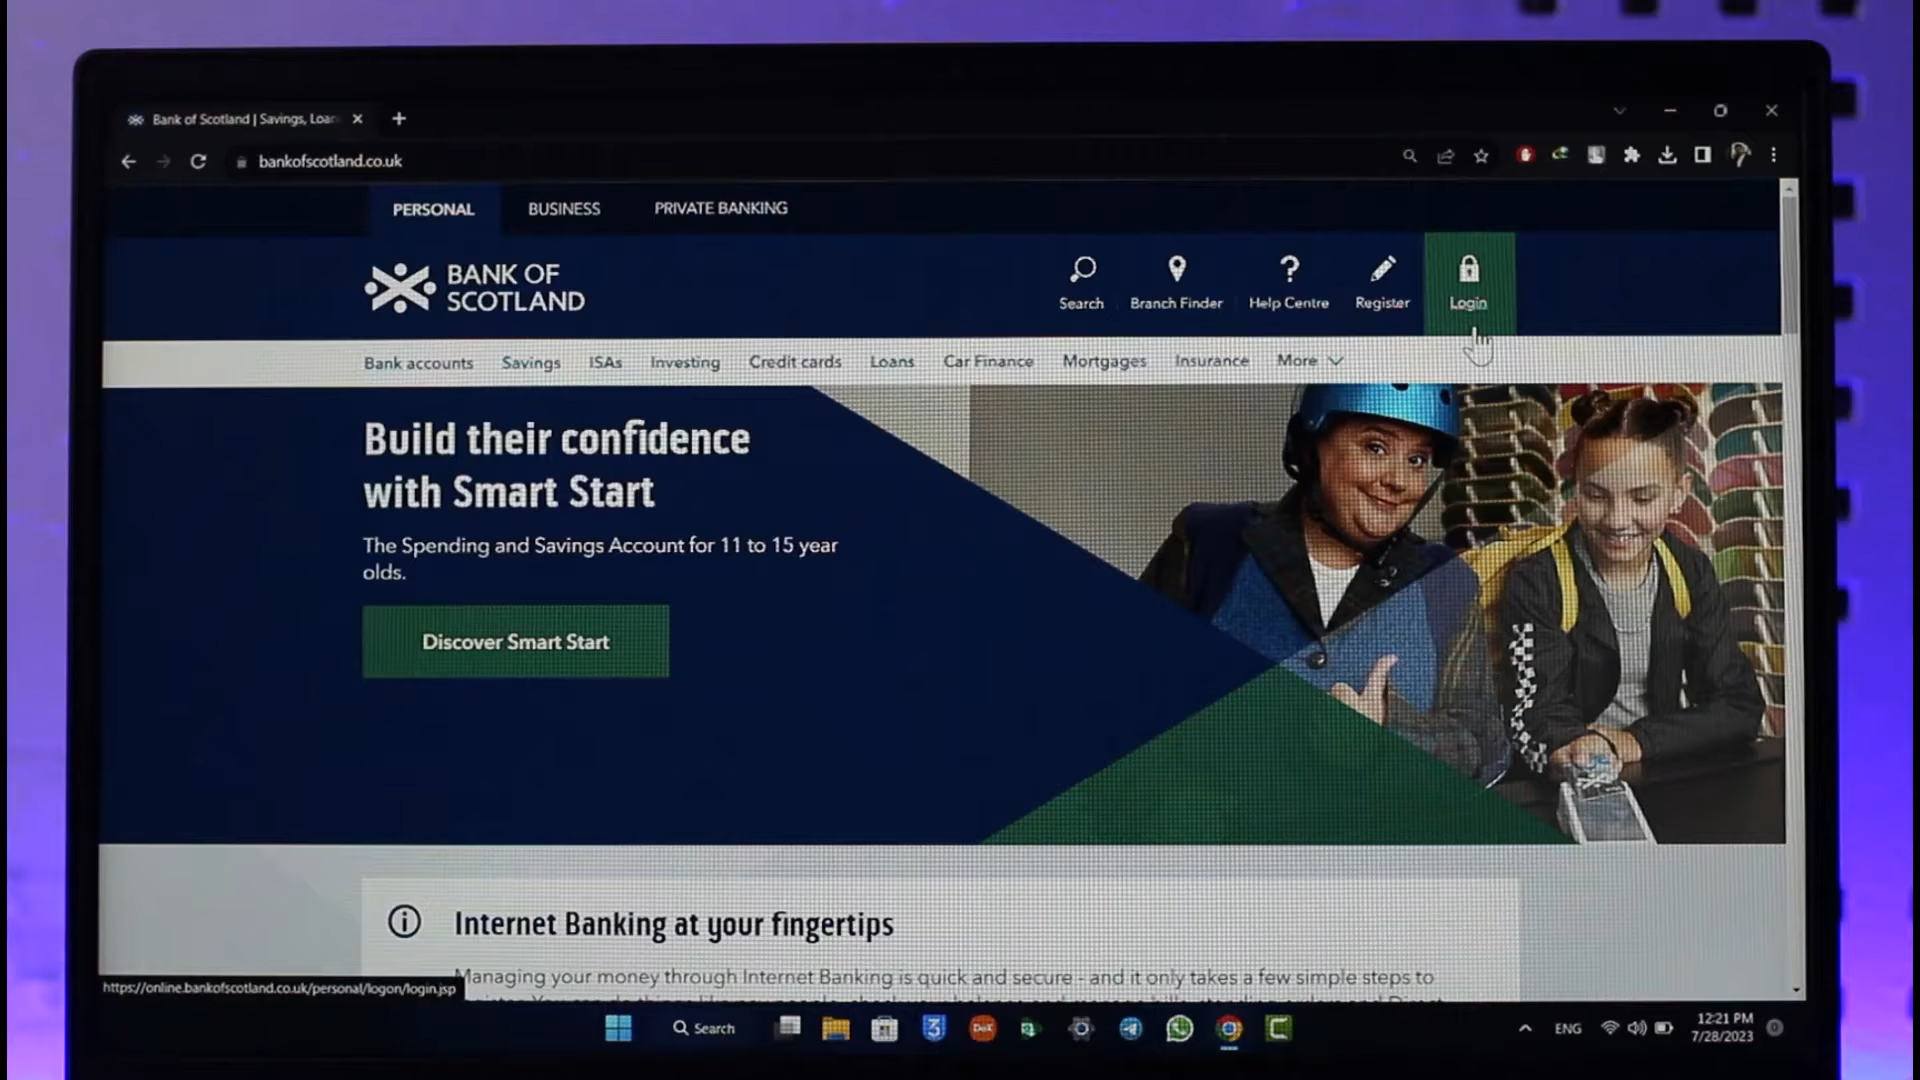 Bank of Scotland | Savings, Loan
bankofscotland.co.uk
PERSONAL
BUSINESS
PRIVATE BANKING
BANK OF
SCOTLAND
Search
Branch Finder
Help Centre
Register
Login
Bank accounts
Savings
ISAs
Investing
Credit cards
Loans
Car Finance
Mortgages
Insurance
More
Build their confidence
with Smart Start
The Spending and Savings Account for 11 to 15 year
olds.
Discover Smart Start
Internet Banking at your fingertips
Managing your money through Internet Banking is quick and secure - and it only takes a few simple steps to
https://online.bankofscotland.co.uk/personal/logon/login.jsp
Search
ENG
12:21 PM
7/28/2023